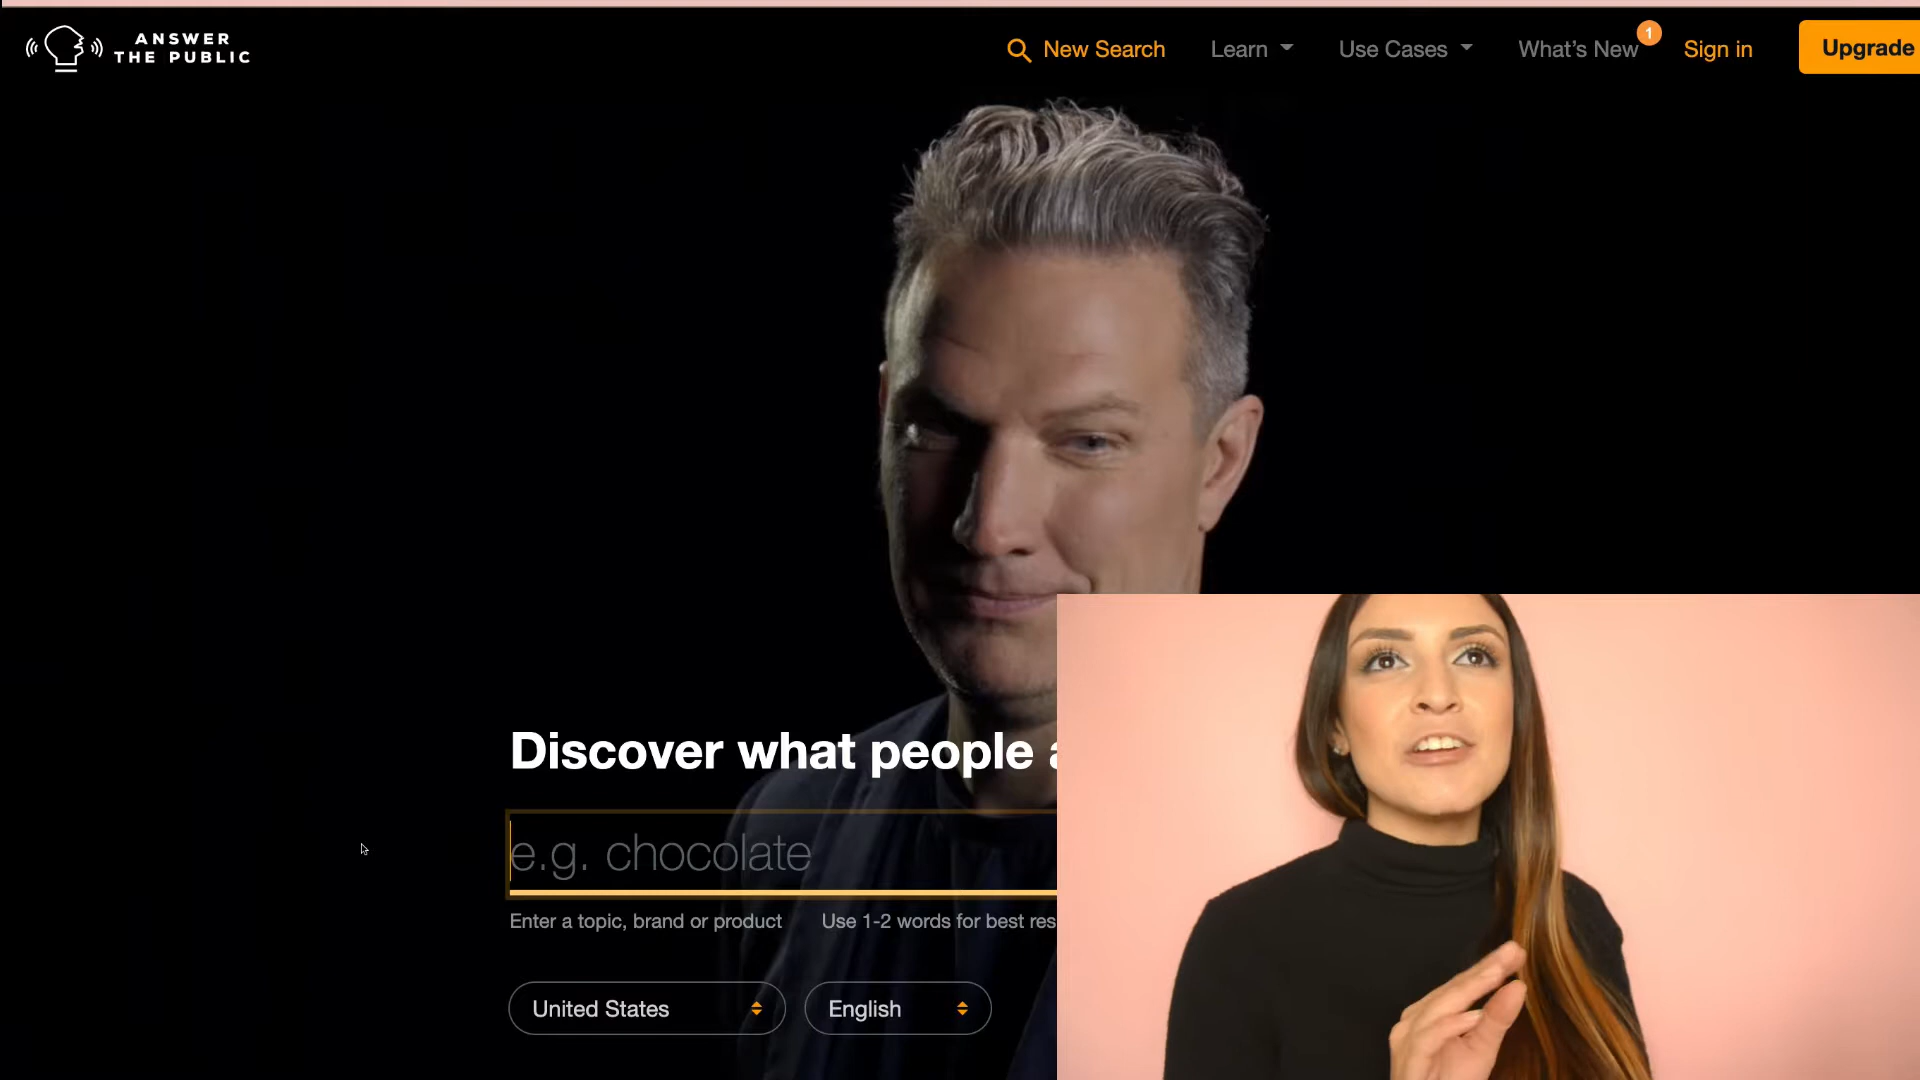 ANSWER
THE PUBLIC
New Search
Learn
Use Cases
What's New
1
Sign in
Upgrade
Discover what people
e.g. chocolate
Enter a topic, brand or product
Use 1-2 words for best res
United States
English